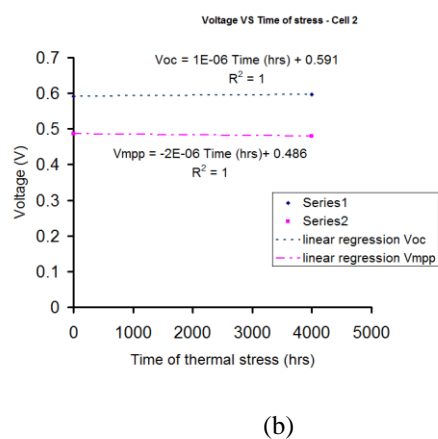 Voltage VS Time of stress - Cell 2
Voc = 1E-06 Time (hrs) + 0.591
R² = 1
Vmpp = -2E-06 Time (hrs)+ 0.486
R² = 1
Voltage (V)
0.7
0.6
0.5
0.4
0.3
0.2
0.1
0
0 1000 2000 3000 4000 5000
Time of thermal stress (hrs)
Series1
Series2
linear regression Voc
linear regression Vmpp
(b)